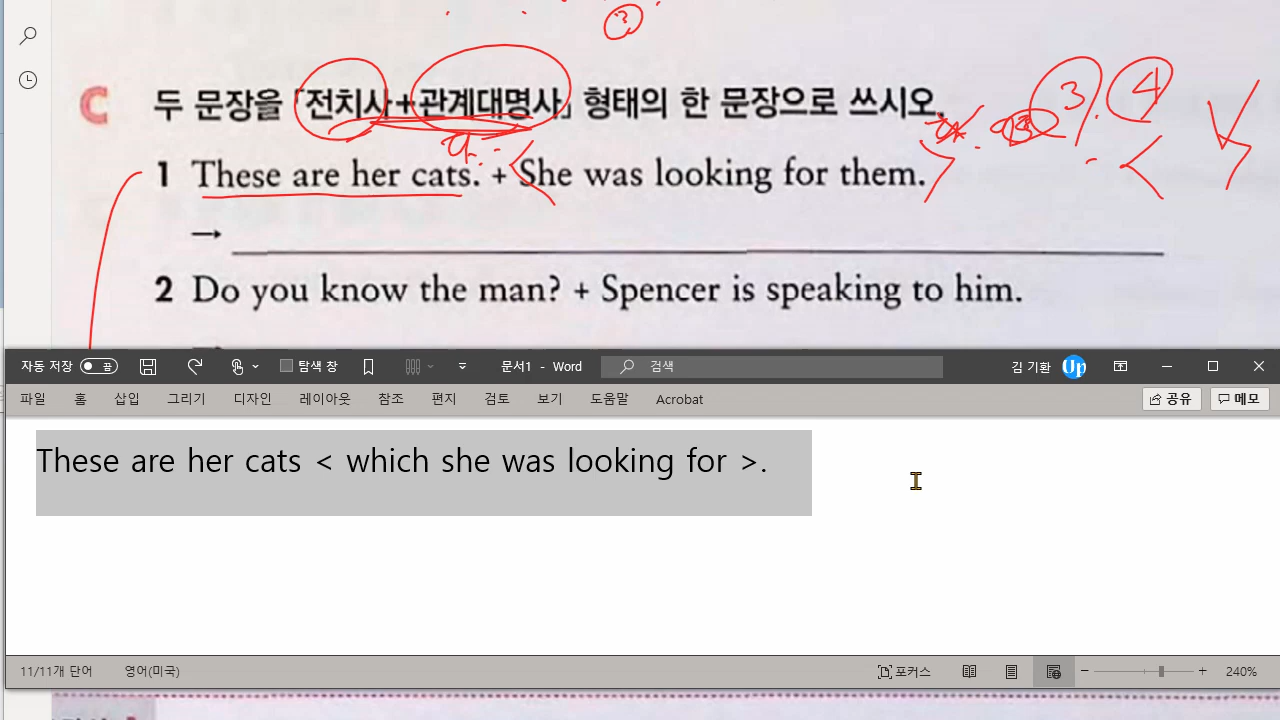 C 두 문장을 「전치사+관계대명사」 형태의 한 문장으로 쓰시오.
3. 4
1 These are her cats. + She was looking for them.
→
2 Do you know the man? + Spencer is speaking to him.
자동 저장 끔 탐색 창 문서1 - Word 검색 김 기환 Up
파일 홈 삽입 그리기 디자인 레이아웃 참조 편지 검토 보기 도움말 Acrobat 공유 메모
These are her cats < which she was looking for >.
11/11개 단어 영어(미국) 포커스 240%